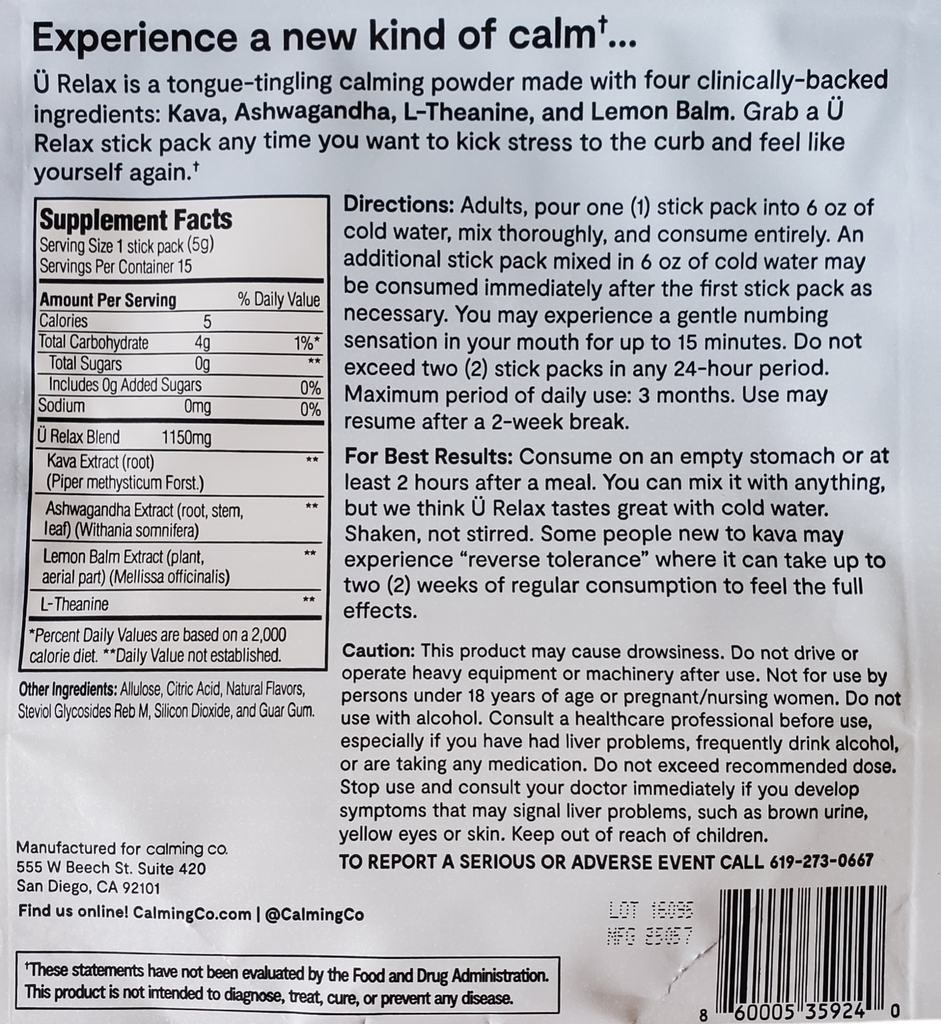 Experience a new kind of calm†...
Ü Relax is a tongue-tingling calming powder made with four clinically-backed
ingredients: Kava, Ashwagandha, L-Theanine, and Lemon Balm. Grab a Ü
Relax stick pack any time you want to kick stress to the curb and feel like
yourself again.†
Supplement Facts
Serving Size 1 stick pack (5g)
Servings Per Container 15
Amount Per Serving % Daily Value
Calories 5
Total Carbohydrate 4g 1%*
Total Sugars 0g **
Includes 0g Added Sugars 0%
Sodium 0mg 0%
Ü Relax Blend 1150mg
Kava Extract (root) **
(Piper methysticum Forst.)
Ashwagandha Extract (root, stem, **
leaf) (Withania somnifera)
Lemon Balm Extract (plant, **
aerial part) (Mellissa officinalis)
L-Theanine **
*Percent Daily Values are based on a 2,000
calorie diet. **Daily Value not established.
Other Ingredients: Allulose, Citric Acid, Natural Flavors,
Steviol Glycosides Reb M, Silicon Dioxide, and Guar Gum.
Directions: Adults, pour one (1) stick pack into 6 oz of
cold water, mix thoroughly, and consume entirely. An
additional stick pack mixed in 6 oz of cold water may
be consumed immediately after the first stick pack as
necessary. You may experience a gentle numbing
sensation in your mouth for up to 15 minutes. Do not
exceed two (2) stick packs in any 24-hour period.
Maximum period of daily use: 3 months. Use may
resume after a 2-week break.
For Best Results: Consume on an empty stomach or at
least 2 hours after a meal. You can mix it with anything,
but we think Ü Relax tastes great with cold water.
Shaken, not stirred. Some people new to kava may
experience “reverse tolerance” where it can take up to
two (2) weeks of regular consumption to feel the full
effects.
Caution: This product may cause drowsiness. Do not drive or
operate heavy equipment or machinery after use. Not for use by
persons under 18 years of age or pregnant/nursing women. Do not
use with alcohol. Consult a healthcare professional before use,
especially if you have had liver problems, frequently drink alcohol,
or are taking any medication. Do not exceed recommended dose.
Stop use and consult your doctor immediately if you develop
symptoms that may signal liver problems, such as brown urine,
yellow eyes or skin. Keep out of reach of children.
TO REPORT A SERIOUS OR ADVERSE EVENT CALL 619-273-0667
Manufactured for calming co.
555 W Beech St. Suite 420
San Diego, CA 92101
Find us online! CalmingCo.com | @CalmingCo
LOT
MFG
†These statements have not been evaluated by the Food and Drug Administration.
This product is not intended to diagnose, treat, cure, or prevent any disease.
8 60005 35924 0